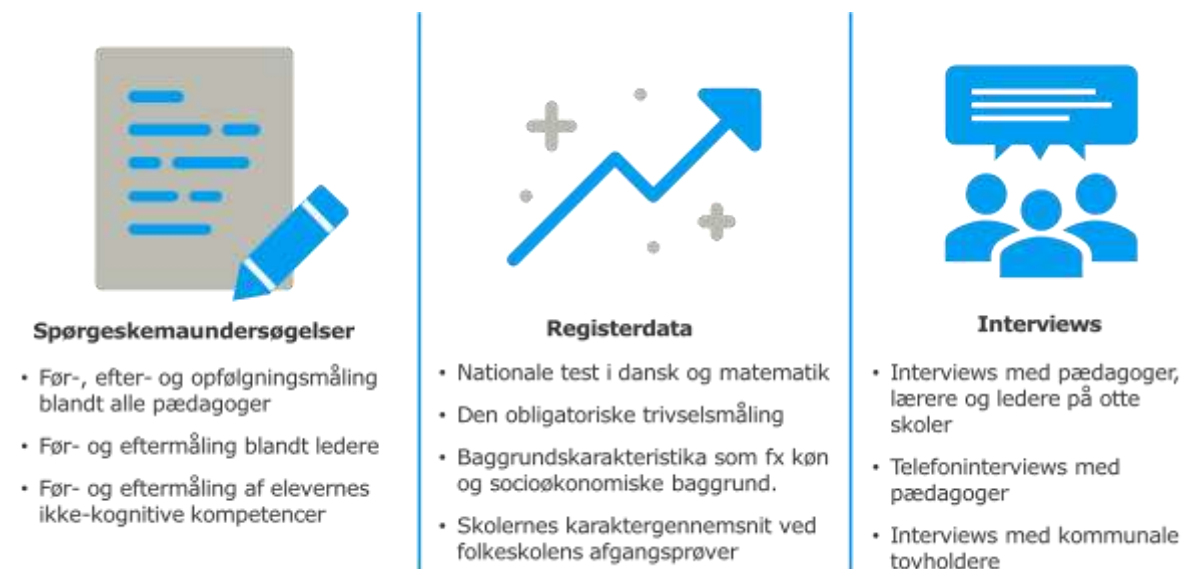 Spørgeskemaundersøgelser
• Før-, efter- og opfølgningsmåling
blandt alle pædagoger
• Før- og eftermåling blandt ledere
• Før- og eftermåling af elevernes
ikke-kognitive kompetencer
Registerdata
• Nationale test i dansk og matematik
• Den obligatoriske trivselsmåling
• Baggrundskarakteristika som fx køn
og socioøkonomiske baggrund.
• Skolernes karaktergennemsnit ved
folkeskolens afgangsprøver
Interviews
• Interviews med pædagoger,
lærere og ledere på otte
skoler
• Telefoninterviews med
pædagoger
• Interviews med kommunale
tovholdere